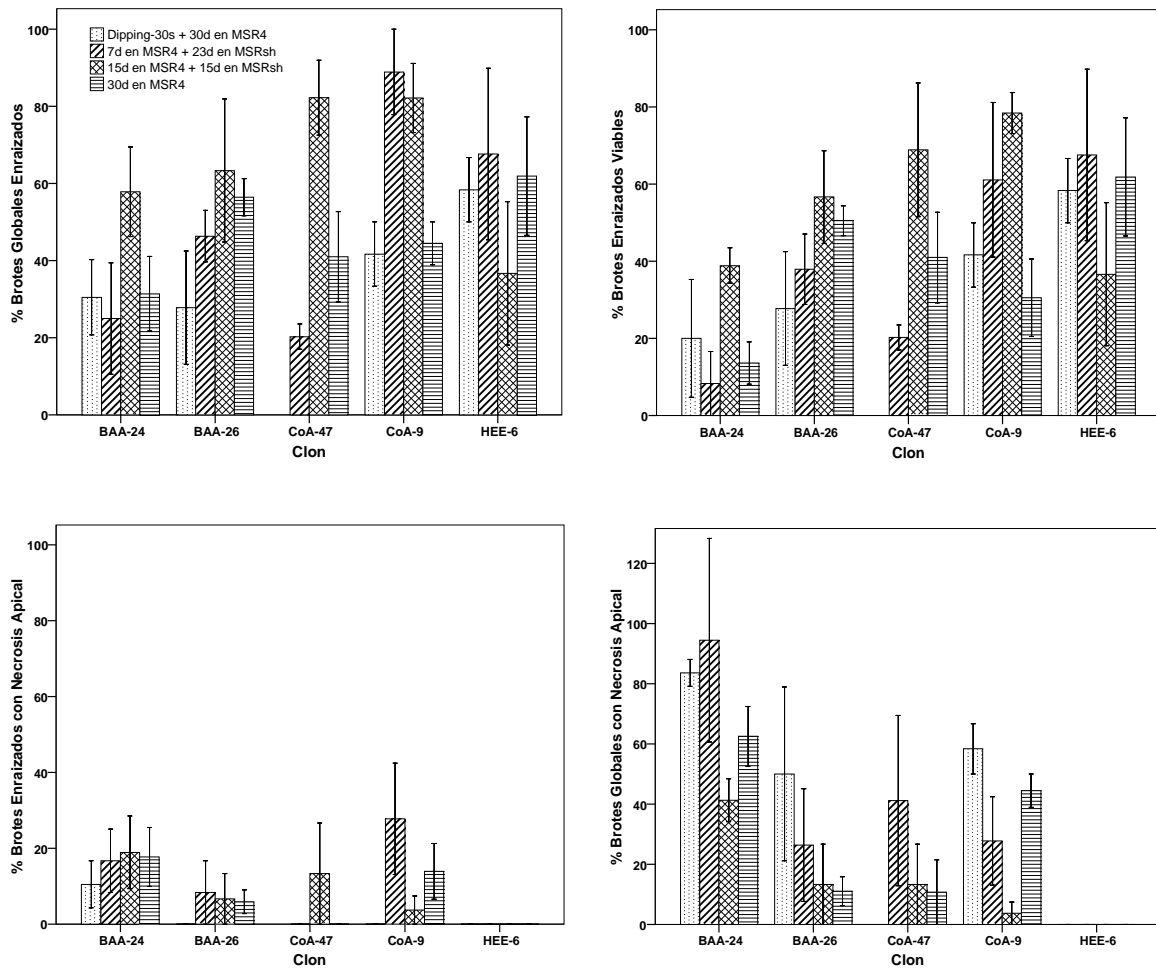 % Brotes Globales Enraizados
100
80
60
40
20
0
Dipping-30s + 30d en MSR4
7d en MSR4 + 23d en MSRsh
15d en MSR4 + 15d en MSRsh
30d en MSR4
BAA-24 BAA-26 CoA-47 CoA-9 HEE-6
Clon
% Brotes Enraizados Viables
100
80
60
40
20
0
BAA-24 BAA-26 CoA-47 CoA-9 HEE-6
Clon
% Brotes Enraizados con Necrosis Apical
100
80
60
40
20
0
BAA-24 BAA-26 CoA-47 CoA-9 HEE-6
Clon
% Brotes Globales con Necrosis Apical
120
100
80
60
40
20
0
BAA-24 BAA-26 CoA-47 CoA-9 HEE-6
Clon